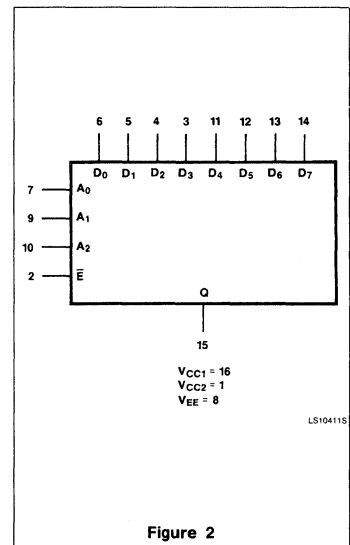 6 5 4 3 11 12 13 14
D0 D1 D2 D3 D4 D5 D6 D7
7 A0
9 A1
10 A2
2 E̅
Q
15
VCC1 = 16
VCC2 = 1
VEE = 8
LS10411S
Figure 2